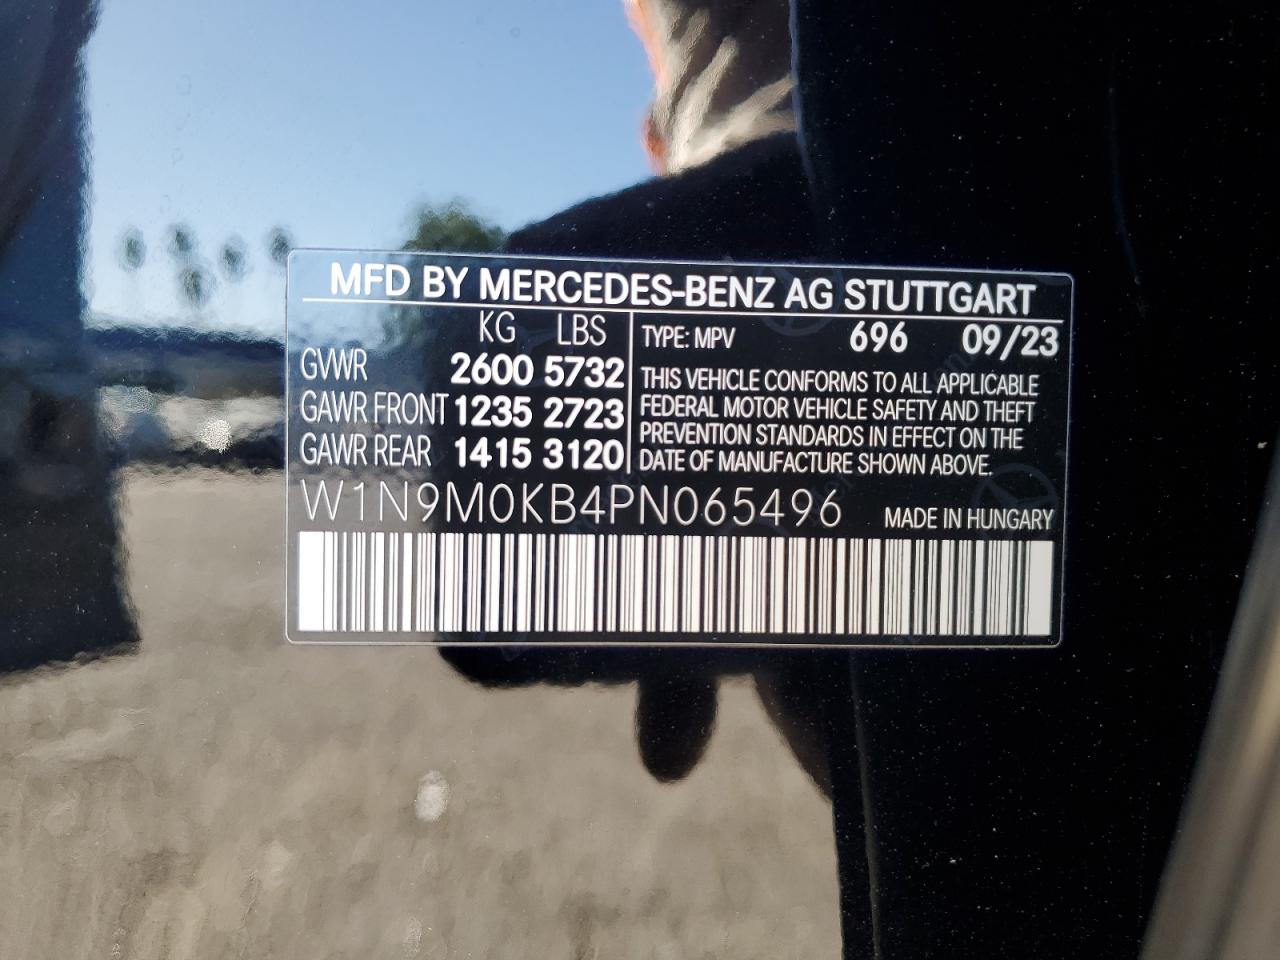 MFD BY MERCEDES-BENZ AG STUTTGART
KG LBS
GVWR 2600 5732
GAWR FRONT 1235 2723
GAWR REAR 1415 3120
TYPE: MPV 696 09/23
THIS VEHICLE CONFORMS TO ALL APPLICABLE
FEDERAL MOTOR VEHICLE SAFETY AND THEFT
PREVENTION STANDARDS IN EFFECT ON THE
DATE OF MANUFACTURE SHOWN ABOVE.
W1N9M0KB4PN065496 MADE IN HUNGARY